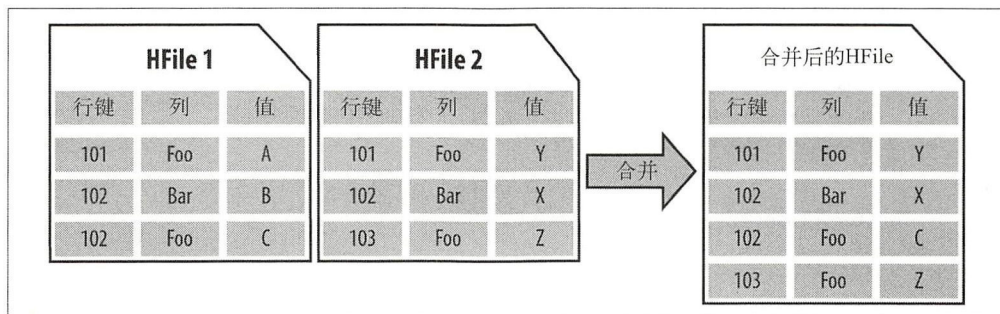 HFile 1
行键 列 值
101 Foo A
102 Bar B
102 Foo C
HFile 2
行键 列 值
101 Foo Y
102 Bar X
103 Foo Z
合并
合并后的HFile
行键 列 值
101 Foo Y
102 Bar X
102 Foo C
103 Foo Z